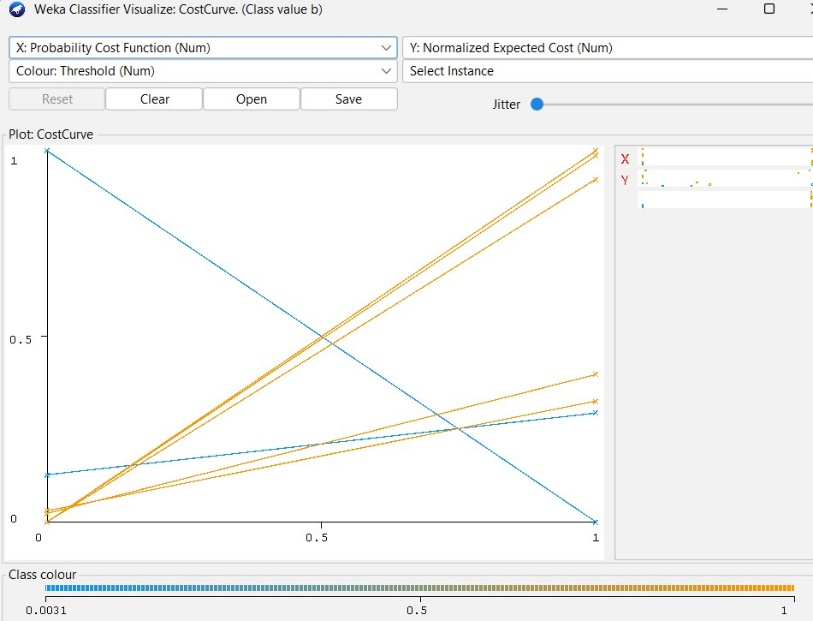 Weka Classifier Visualize: CostCurve. (Class value b)
X: Probability Cost Function (Num) Y: Normalized Expected Cost (Num)
Colour: Threshold (Num) Select Instance
Reset Clear Open Save Jitter
Plot: CostCurve
1
X
Y
0.5
0
0 0.5 1
Class colour
0.0031 0.5 1